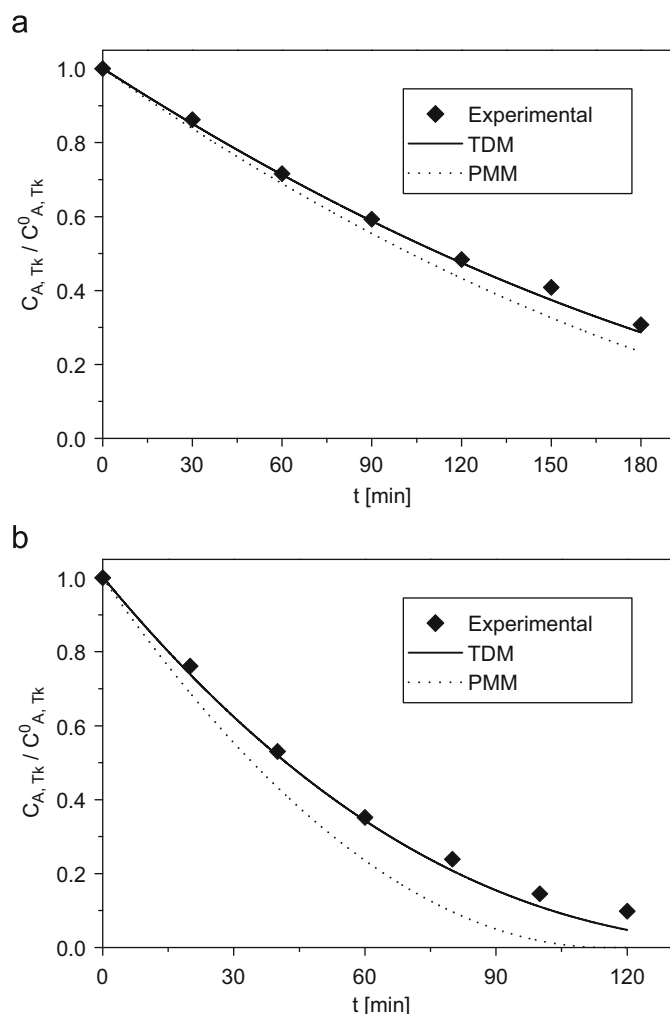 a
1.0
0.8
0.6
0.4
0.2
0.0
C_A, Tk / C^0_A, Tk
Experimental
TDM
PMM
0 30 60 90 120 150 180
t [min]
b
1.0
0.8
0.6
0.4
0.2
0.0
C_A, Tk / C^0_A, Tk
Experimental
TDM
PMM
0 30 60 90 120
t [min]